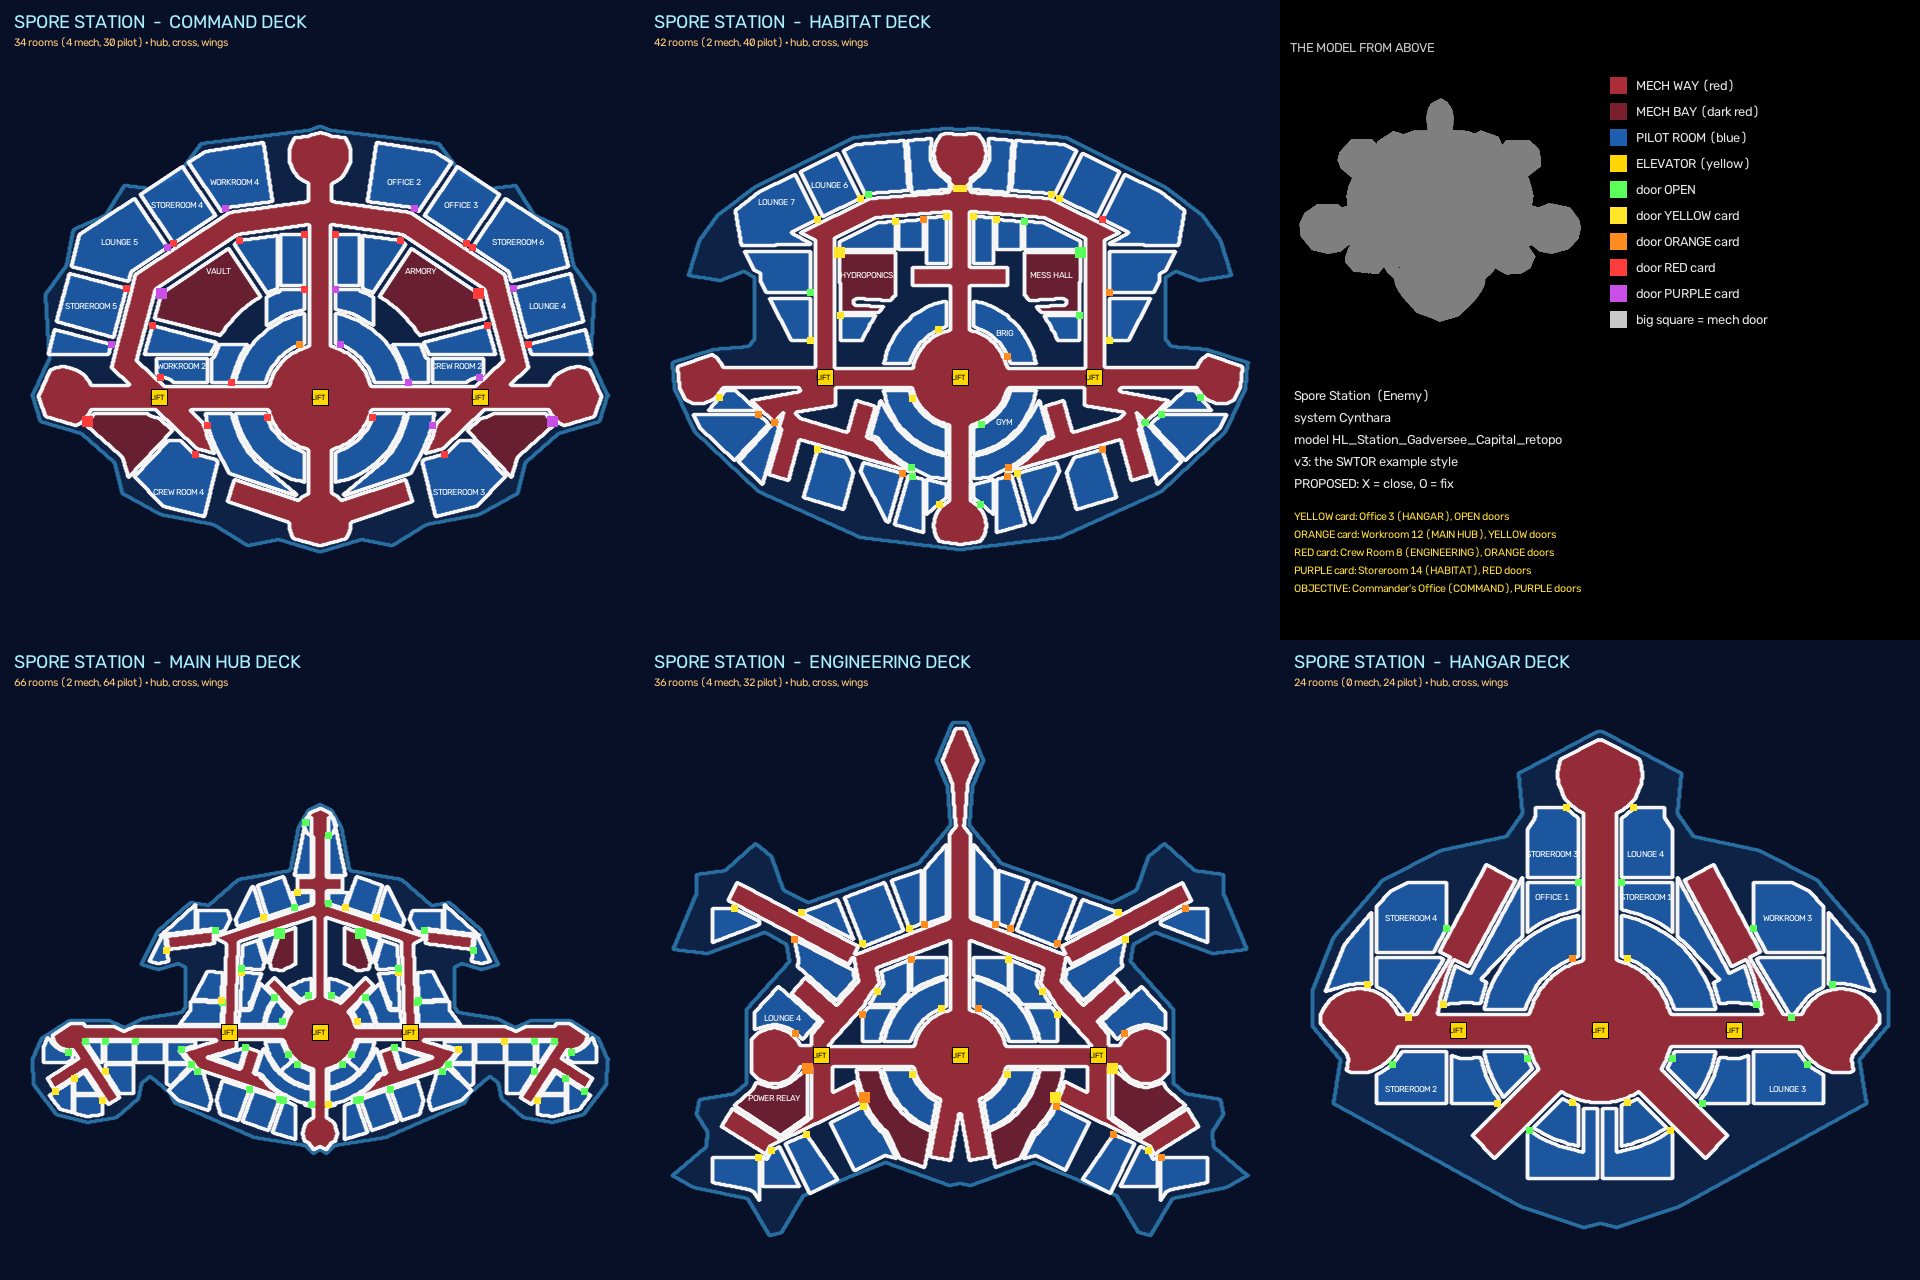 SPORE STATION - COMMAND DECK
34 rooms (4 mech, 30 pilot) • hub, cross, wings
WORKROOM 4
OFFICE 2
STOREROOM 4
OFFICE 3
LOUNGE 5
STOREROOM 6
VAULT
ARMORY
STOREROOM 5
LOUNGE 4
WORKROOM 2
CREW ROOM 2
LIFT
LIFT
LIFT
CREW ROOM 4
STOREROOM 3
SPORE STATION - HABITAT DECK
42 rooms (2 mech, 40 pilot) • hub, cross, wings
LOUNGE 6
LOUNGE 7
HYDROPONICS
MESS HALL
BRIG
LIFT
LIFT
LIFT
GYM
THE MODEL FROM ABOVE
MECH WAY (red)
MECH BAY (dark red)
PILOT ROOM (blue)
ELEVATOR (yellow)
door OPEN
door YELLOW card
door ORANGE card
door RED card
door PURPLE card
big square = mech door
Spore Station (Enemy)
system Cynthara
model HL_Station_Gadversee_Capital_retopo
v3: the SWTOR example style
PROPOSED: X = close, O = fix
YELLOW card: Office 3 (HANGAR), OPEN doors
ORANGE card: Workroom 12 (MAIN HUB), YELLOW doors
RED card: Crew Room 8 (ENGINEERING), ORANGE doors
PURPLE card: Storeroom 14 (HABITAT), RED doors
OBJECTIVE: Commander's Office (COMMAND), PURPLE doors
SPORE STATION - MAIN HUB DECK
66 rooms (2 mech, 64 pilot) • hub, cross, wings
LIFT
LIFT
LIFT
SPORE STATION - ENGINEERING DECK
36 rooms (4 mech, 32 pilot) • hub, cross, wings
LOUNGE 4
LIFT
LIFT
LIFT
POWER RELAY
SPORE STATION - HANGAR DECK
24 rooms (0 mech, 24 pilot) • hub, cross, wings
STOREROOM 3
LOUNGE 4
OFFICE 1
STOREROOM 1
STOREROOM 4
WORKROOM 3
LIFT
LIFT
LIFT
STOREROOM 2
LOUNGE 3